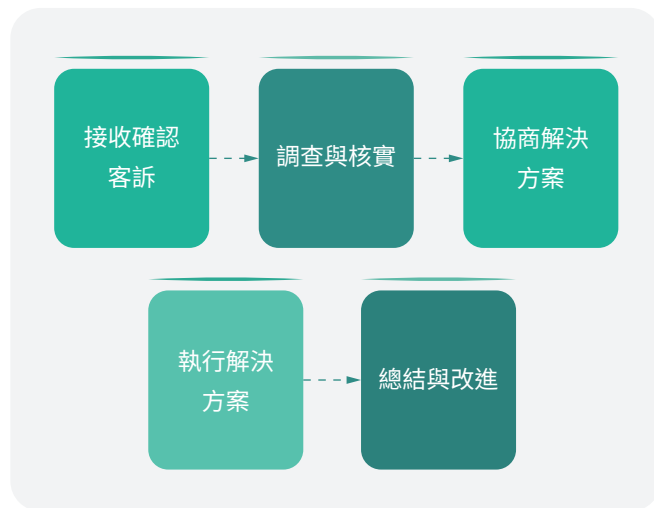 接收確認
客訴
調查與核實
協商解決
方案
執行解決
方案
總結與改進